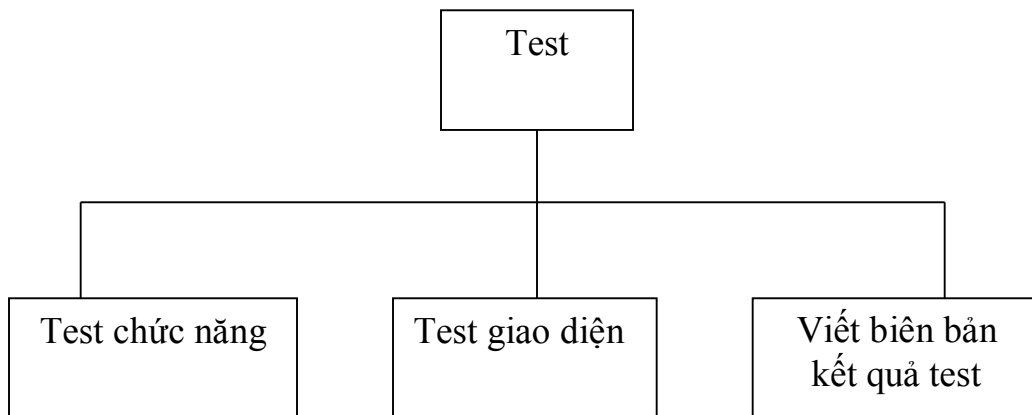 Test
Test chức năng
Test giao diện
Viết biên bản
kết quả test